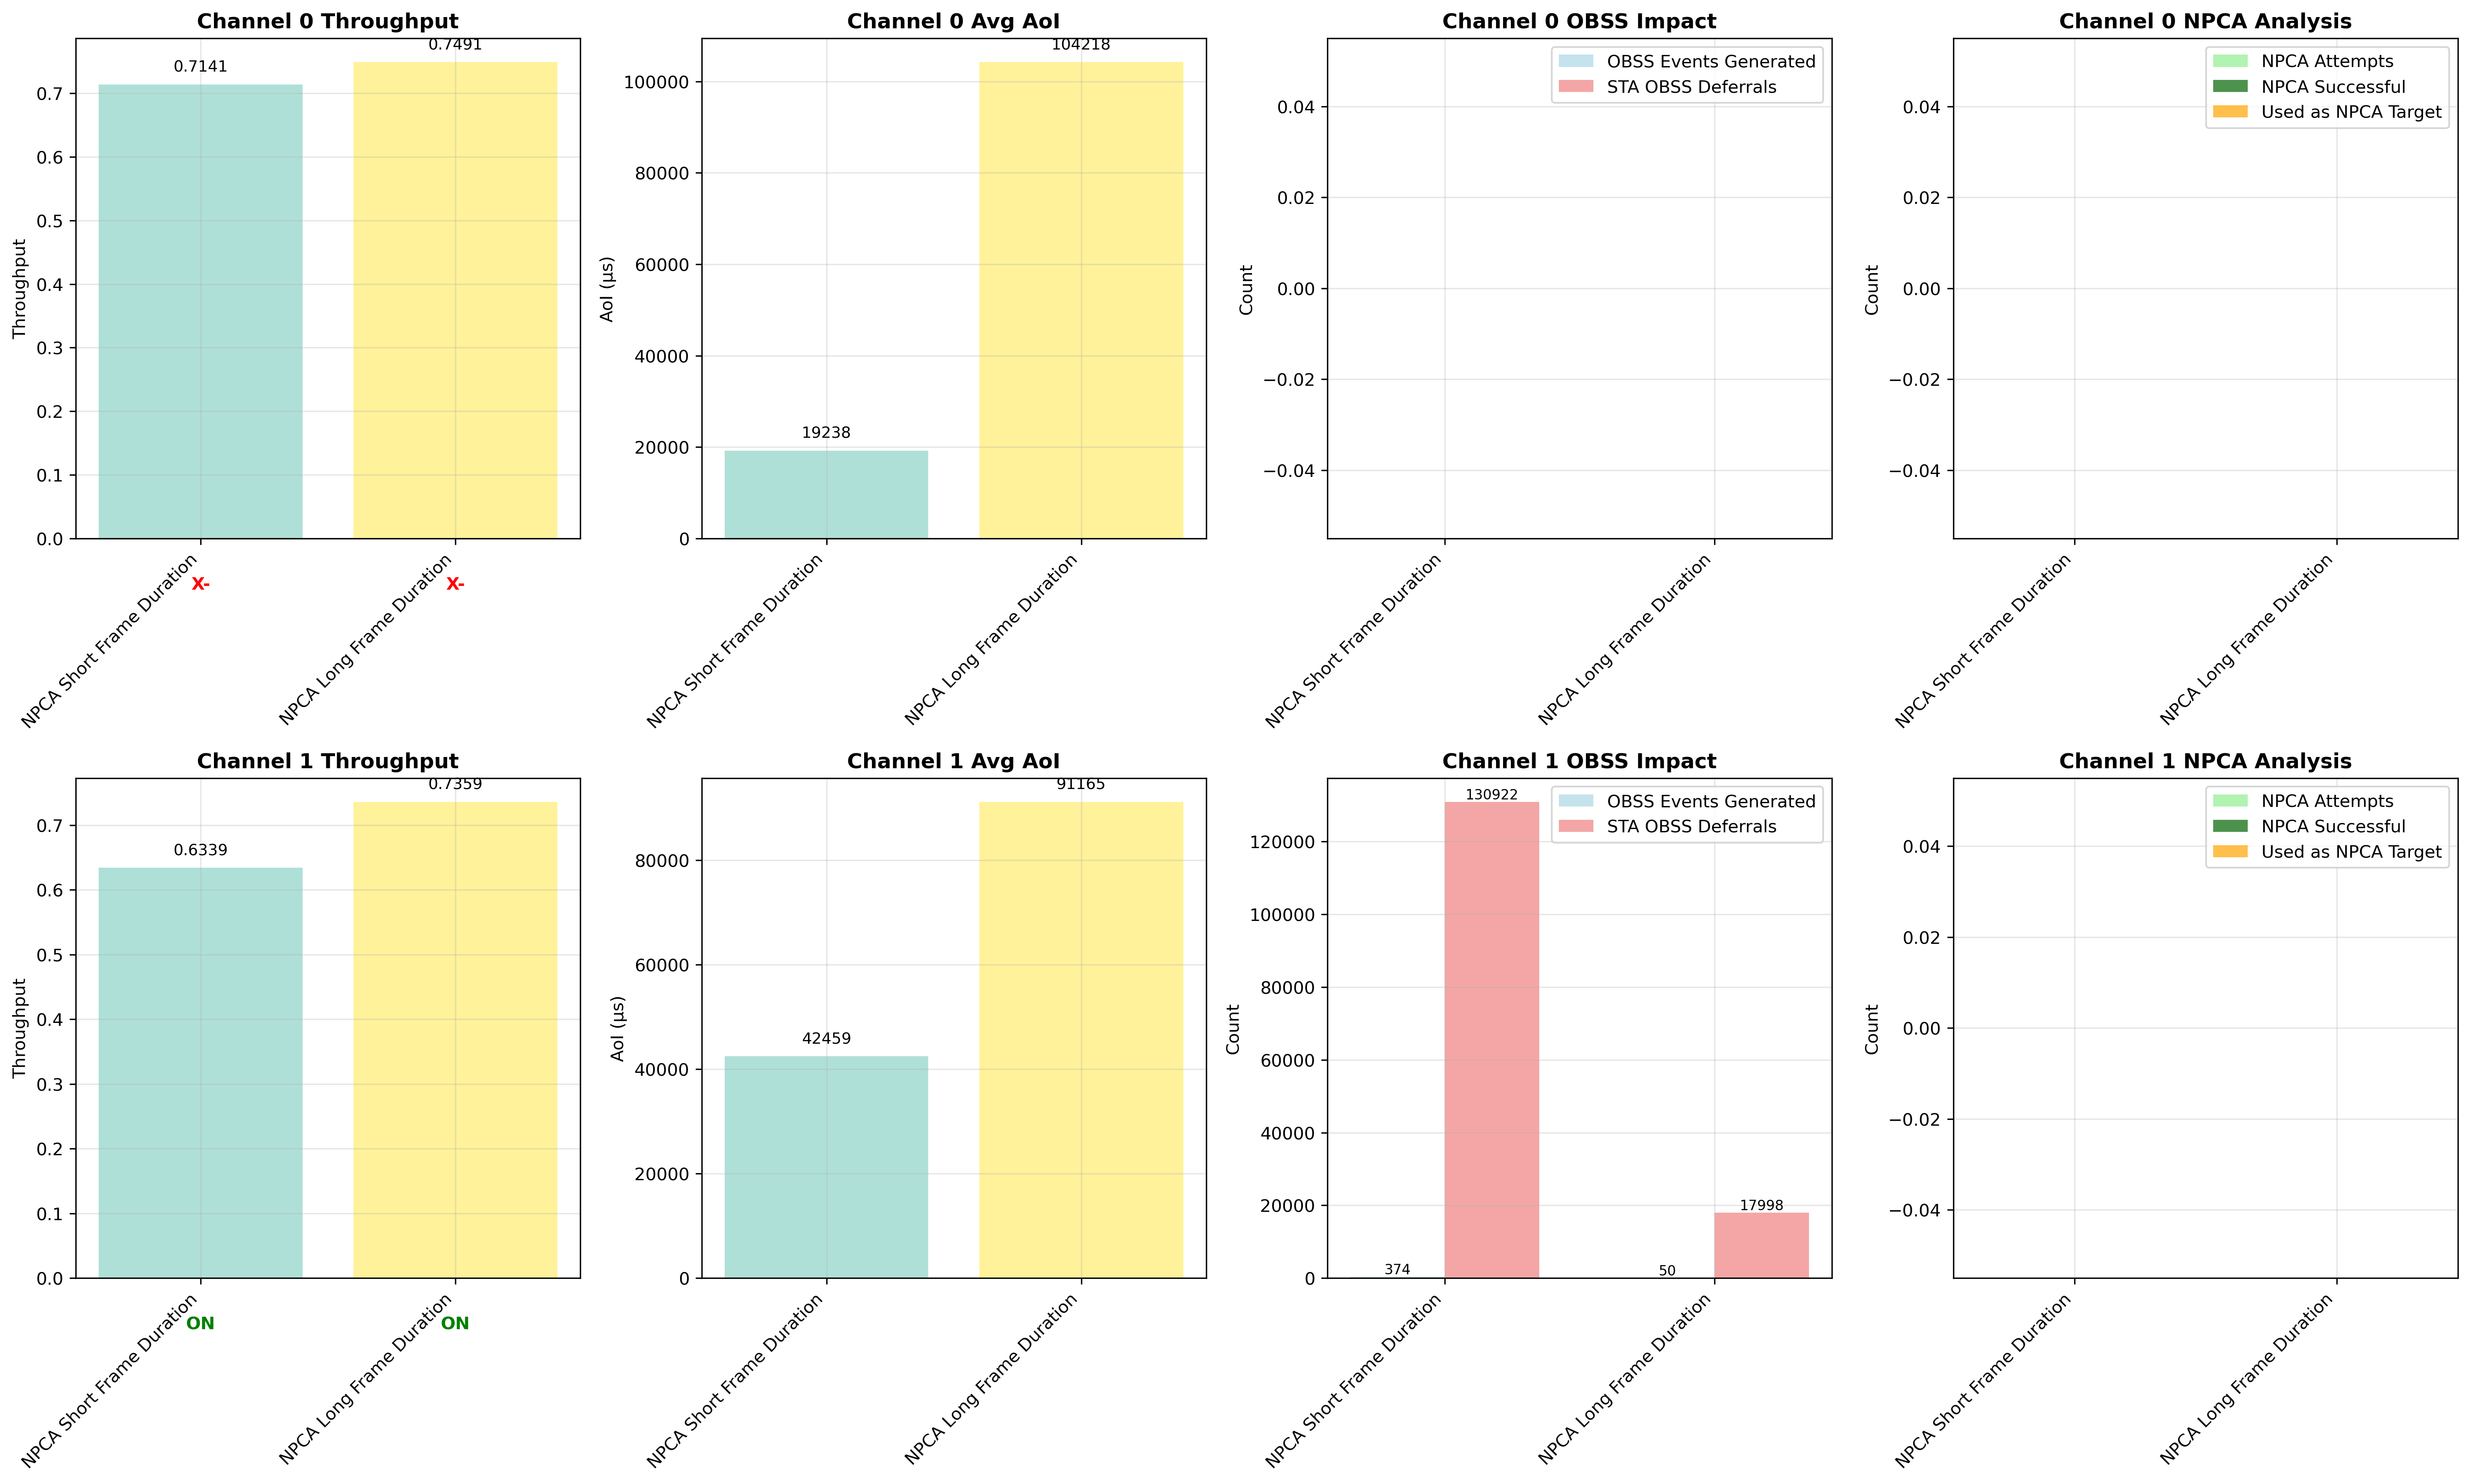 Channel 0 Throughput
Throughput
0.7
0.6
0.5
0.4
0.3
0.2
0.1
0.0
0.7141
0.7491
NPCA Short Frame Duration
X-
NPCA Long Frame Duration
X-
Channel 0 Avg AoI
AoI (μs)
100000
80000
60000
40000
20000
0
19238
104218
NPCA Short Frame Duration
NPCA Long Frame Duration
Channel 0 OBSS Impact
Count
0.04
0.02
0.00
−0.02
−0.04
OBSS Events Generated
STA OBSS Deferrals
NPCA Short Frame Duration
NPCA Long Frame Duration
Channel 0 NPCA Analysis
Count
0.04
0.02
0.00
−0.02
−0.04
NPCA Attempts
NPCA Successful
Used as NPCA Target
NPCA Short Frame Duration
NPCA Long Frame Duration
Channel 1 Throughput
Throughput
0.7
0.6
0.5
0.4
0.3
0.2
0.1
0.0
0.6339
0.7359
NPCA Short Frame Duration
ON
NPCA Long Frame Duration
ON
Channel 1 Avg AoI
AoI (μs)
80000
60000
40000
20000
0
42459
91165
NPCA Short Frame Duration
NPCA Long Frame Duration
Channel 1 OBSS Impact
Count
120000
100000
80000
60000
40000
20000
0
374
130922
50
17998
OBSS Events Generated
STA OBSS Deferrals
NPCA Short Frame Duration
NPCA Long Frame Duration
Channel 1 NPCA Analysis
Count
0.04
0.02
0.00
−0.02
−0.04
NPCA Attempts
NPCA Successful
Used as NPCA Target
NPCA Short Frame Duration
NPCA Long Frame Duration